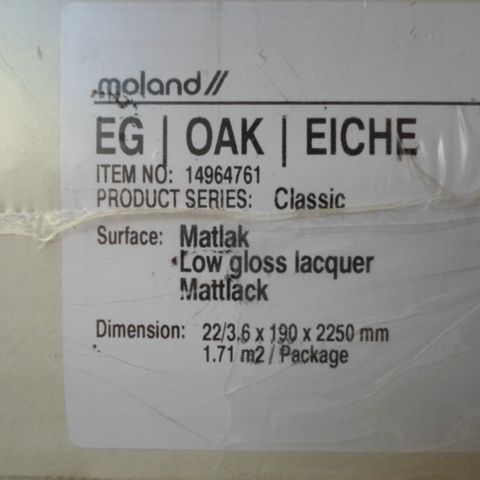 moland//
EG | OAK | EICHE
ITEM NO: 14964761
PRODUCT SERIES: Classic
Surface: Matlak
Low gloss lacquer
Mattlack
Dimension: 22/3,6 x 190 x 2250 mm
1.71 m2 / Package